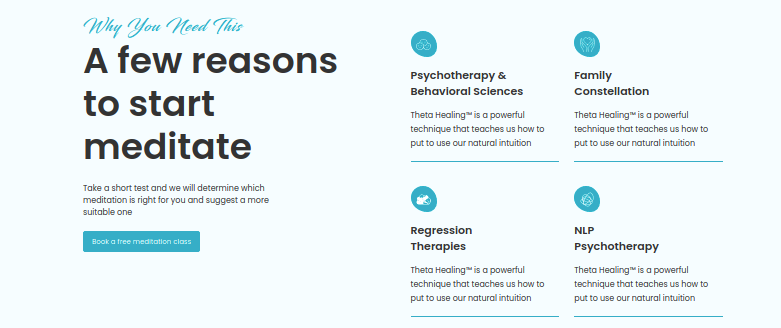 Why You Need This
A few reasons
to start
meditate
Take a short test and we will determine which
meditation is right for you and suggest a more
suitable one
Book a free meditation class
Psychotherapy &
Behavioral Sciences
Theta Healing™ is a powerful
technique that teaches us how to
put to use our natural intuition
Family
Constellation
Theta Healing™ is a powerful
technique that teaches us how to
put to use our natural intuition
Regression
Therapies
Theta Healing™ is a powerful
technique that teaches us how to
put to use our natural intuition
NLP
Psychotherapy
Theta Healing™ is a powerful
technique that teaches us how to
put to use our natural intuition